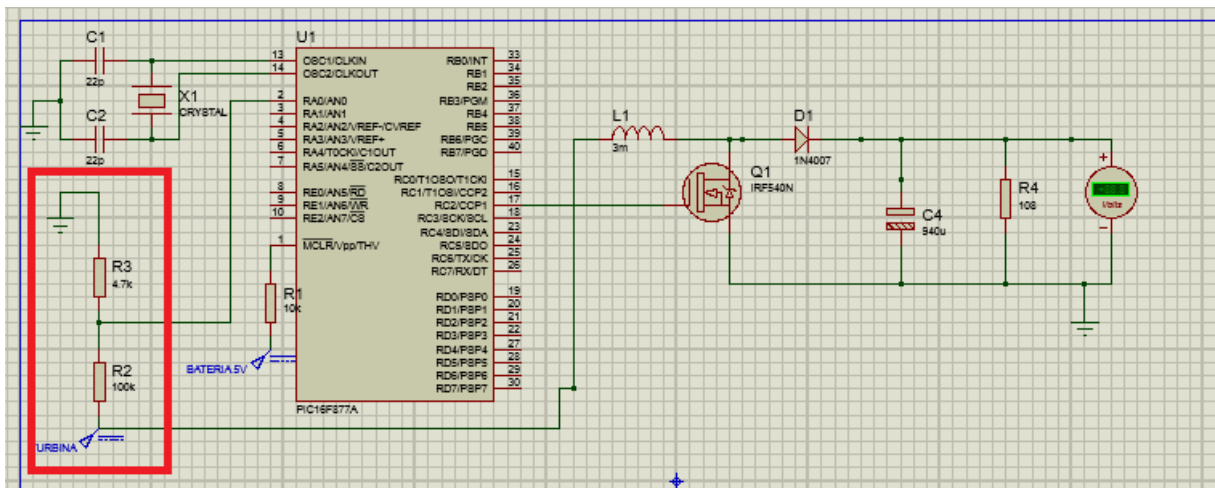 C1
22p
C2
22p
X1
CRYSTAL
R3
4.7k
R2
100k
TURBINA
R1
10k
BATERIA 5V
U1
13 OSC1/CLKIN
14 OSC2/CLKOUT
2 RA0/AN0
3 RA1/AN1
4 RA2/AN2/VREF-/CVREF
5 RA3/AN3/VREF+
6 RA4/T0CKI/C1OUT
7 RA5/AN4/SS/C2OUT
8 RE0/AN5/RD
9 RE1/AN6/WR
10 RE2/AN7/CS
1 MCLR/Vpp/THV
RB0/INT 33
RB1 34
RB2 35
RB3/PGM 36
RB4 37
RB5 38
RB6/PGC 39
RB7/PGD 40
RC0/T1OSO/T1CKI 15
RC1/T1OSI/CCP2 16
RC2/CCP1 17
RC3/SCK/SCL 18
RC4/SDI/SDA 23
RC5/SDO 24
RC6/TX/CK 25
RC7/RX/DT 26
RD0/PSP0 19
RD1/PSP1 20
RD2/PSP2 21
RD3/PSP3 22
RD4/PSP4 27
RD5/PSP5 28
RD6/PSP6 29
RD7/PSP7 30
PIC16F877A
L1
3m
Q1
IRF540N
D1
1N4007
C4
940u
R4
108
+
Volts
-